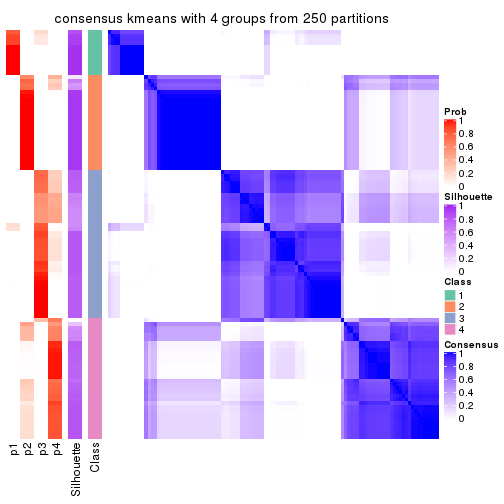 consensus kmeans with 4 groups from 250 partitions
Prob
1
0.8
0.6
0.4
0.2
0
Silhouette
1
0.8
0.6
0.4
0.2
0
Class
1
2
3
4
Consensus
1
0.8
0.6
0.4
0.2
0
p1
p2
p3
p4
Silhouette
Class